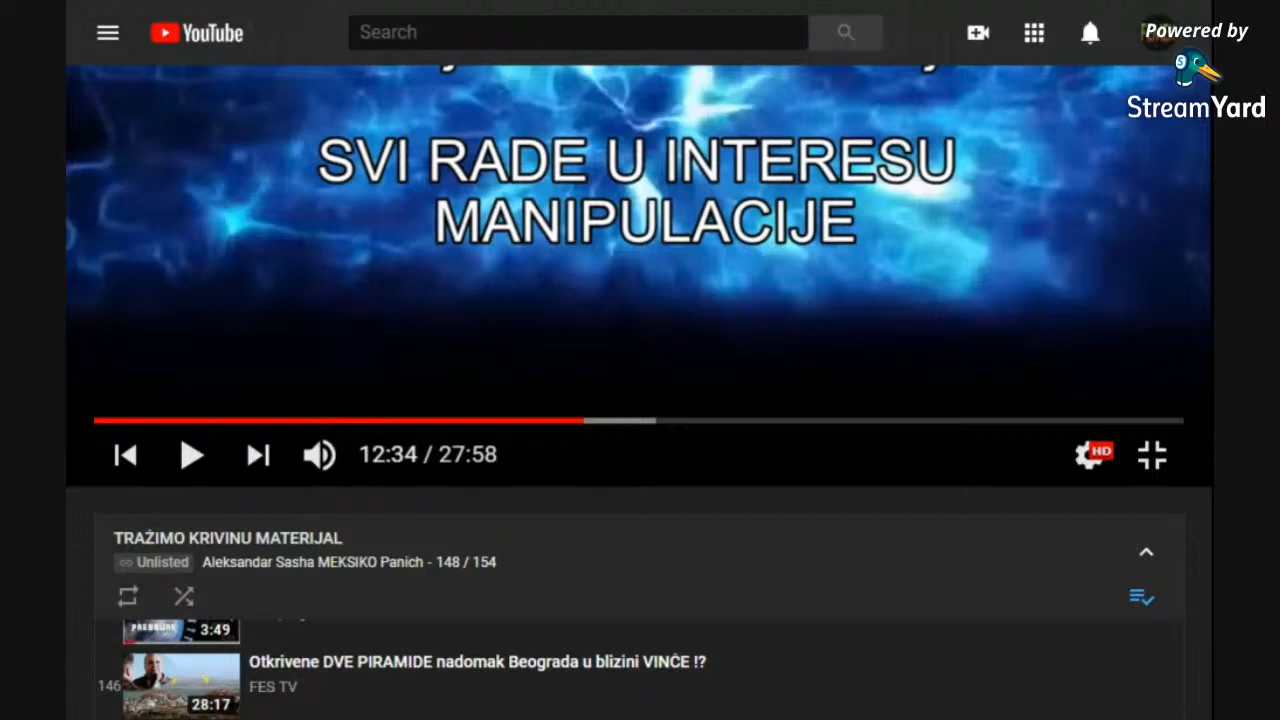 YouTube
Search
Powered by
StreamYard
SVI RADE U INTERESU
MANIPULACIJE
12:34 / 27:58
HD
TRAŽIMO KRIVINU MATERIJAL
Unlisted Aleksandar Sasha MEKSIKO Panich - 148 / 154
3:49
Otkrivene DVE PIRAMIDE nadomak Beograda u blizini VINČE !?
146
FES TV
28:17